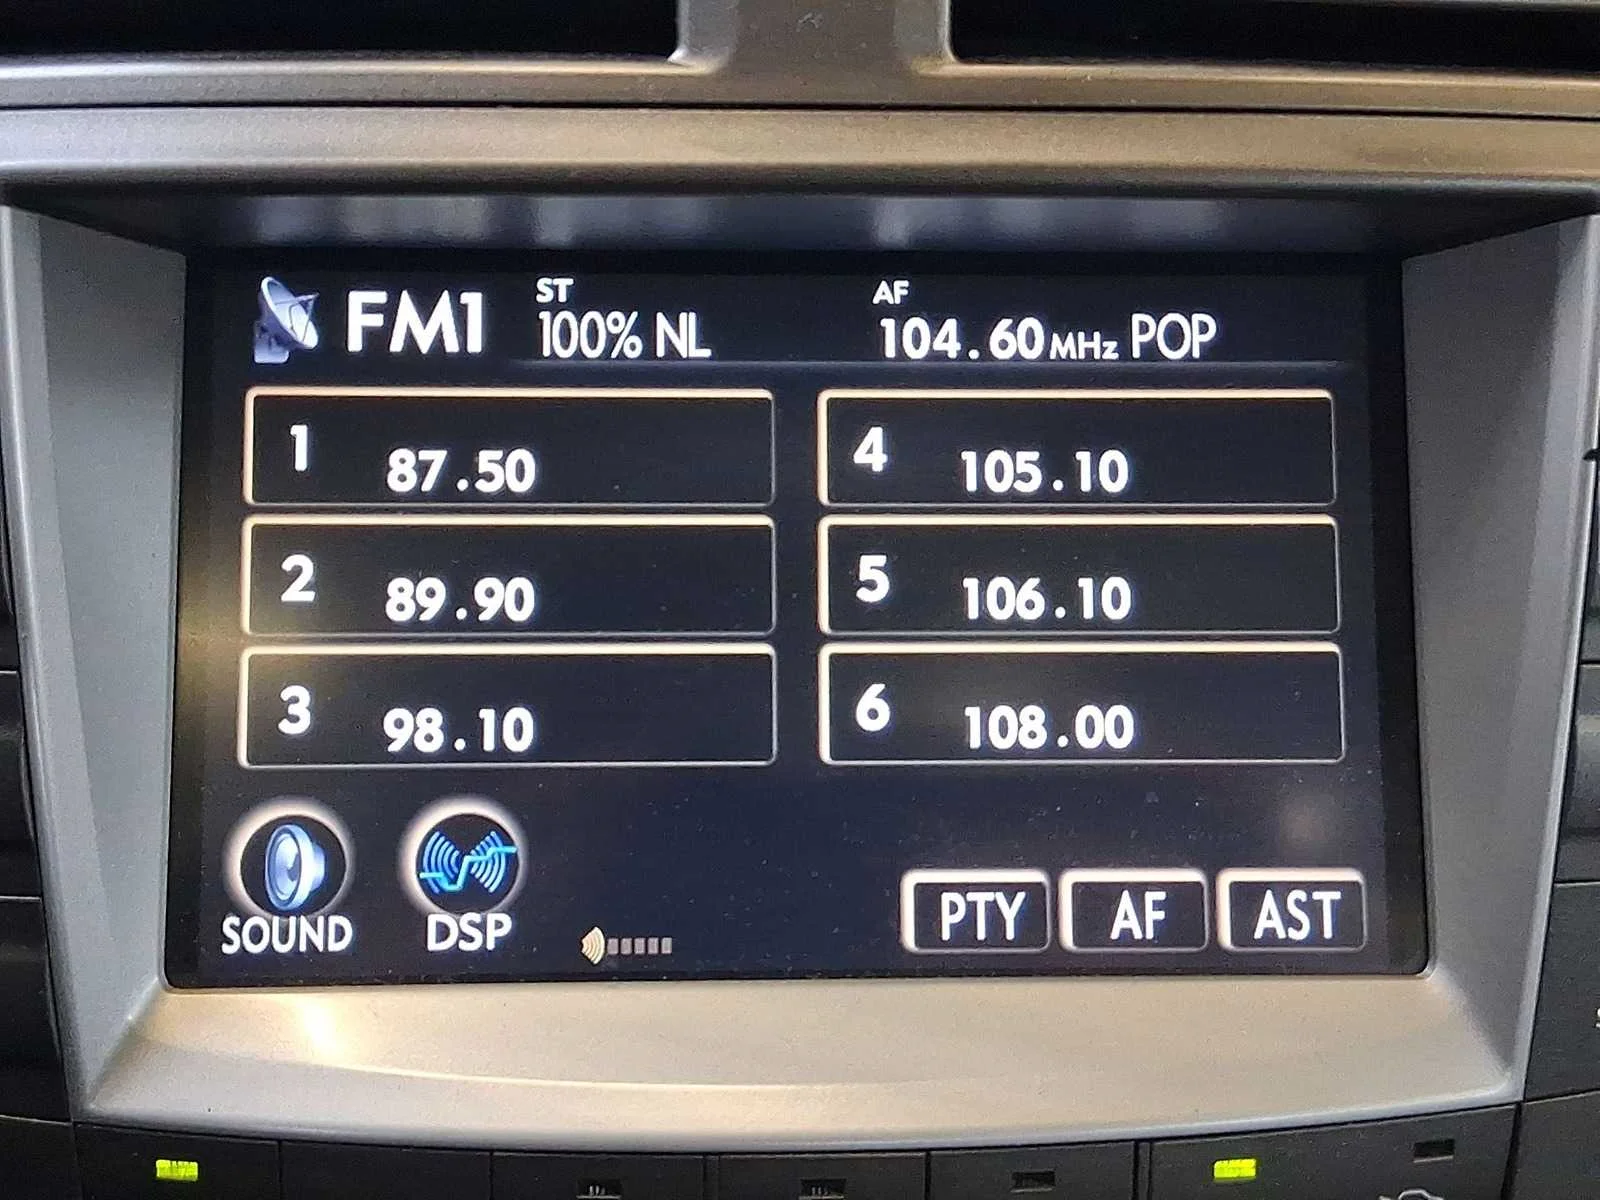 FM1
ST
100% NL
AF
104.60MHz POP
1 87.50
2 89.90
3 98.10
4 105.10
5 106.10
6 108.00
SOUND
DSP
PTY
AF
AST